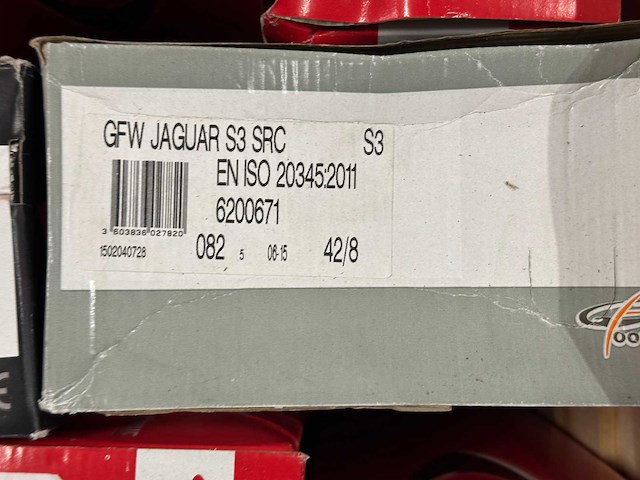 GFW JAGUAR S3 SRC S3
EN ISO 20345:2011
6200671
3 603836 027820
1502040728 082 5 06-15 42/8